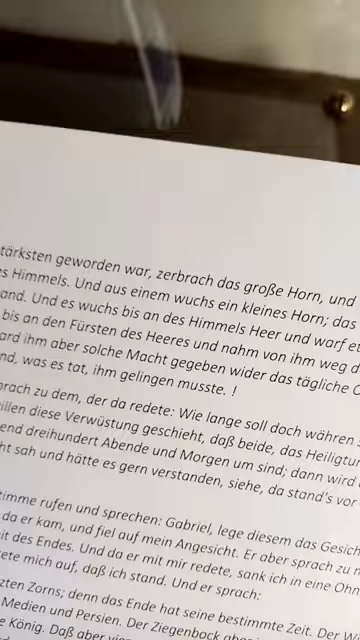 tärksten geworden war, zerbrach das große Horn, und
s Himmels. Und aus einem wuchs ein kleines Horn; das
and. Und es wuchs bis an des Himmels Heer und warf et
bis an den Fürsten des Heeres und nahm von ihm weg d
ard ihm aber solche Macht gegeben wider das tägliche O
nd, was es tat, ihm gelingen musste. !
prach zu dem, der da redete: Wie lange soll doch währen s
illen diese Verwüstung geschieht, daß beide, das Heiligtu
end dreihundert Abende und Morgen um sind; dann wird
ht sah und hätte es gern verstanden, siehe, da stand's vor
timme rufen und sprechen: Gabriel, lege diesem das Gesich
da er kam, und fiel auf mein Angesicht. Er aber sprach zu m
it des Endes. Und da er mit mir redete, sank ich in eine Ohn
tete mich auf, daß ich stand. Und er sprach:
zten Zorns; denn das Ende hat seine bestimmte Zeit. Der W
Medien und Persien. Der Ziegenbock aber
e König. Daß aber vier